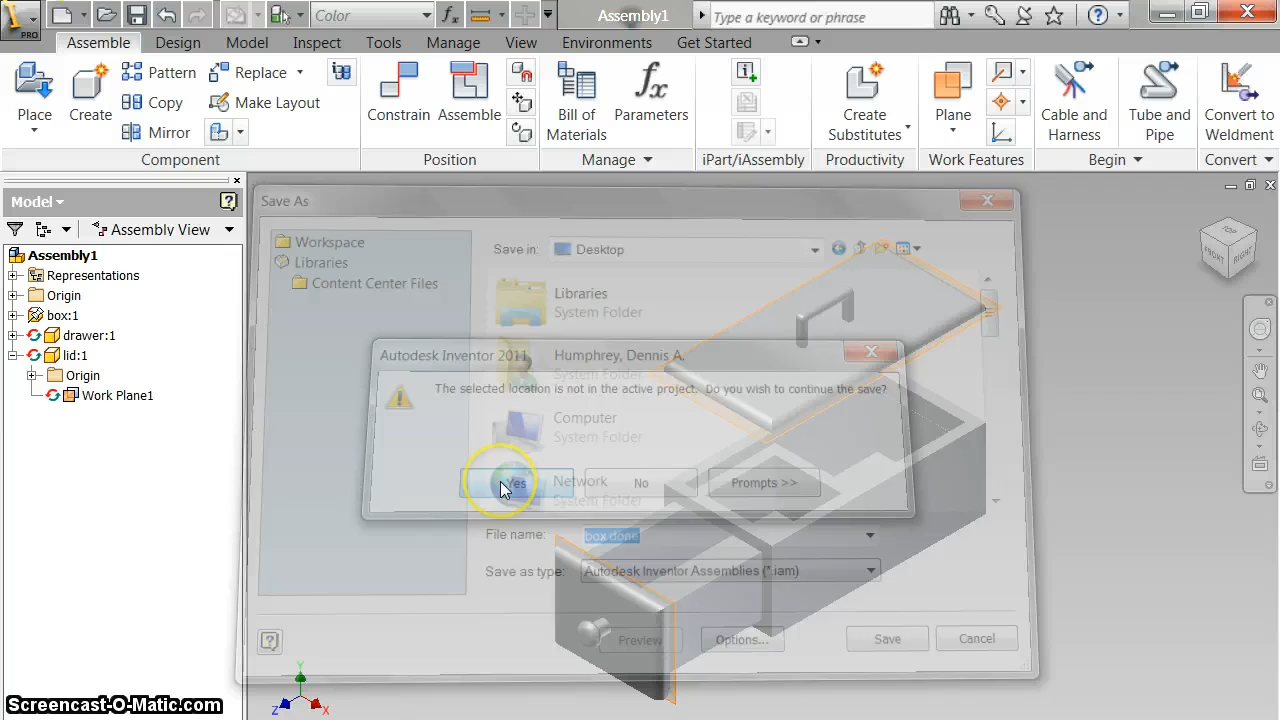 Color
Assembly1
Type a keyword or phrase
PRO
Assemble Design Model Inspect Tools Manage View Environments Get Started
Place
Create
Pattern
Copy
Mirror
Replace
Make Layout
Constrain
Assemble
Bill of
Materials
Parameters
Create
Substitutes
Plane
Cable and
Harness
Tube and
Pipe
Convert to
Weldment
Component
Position
Manage
iPart/iAssembly
Productivity
Work Features
Begin
Convert
Model
Assembly View
Assembly1
Representations
Origin
box:1
drawer:1
lid:1
Origin
Work Plane1
Save As
Workspace
Libraries
Content Center Files
Save in: Desktop
Libraries
System Folder
Humphrey, Dennis A.
System Folder
Computer
System Folder
Network
System Folder
Autodesk Inventor 2011
The selected location is not in the active project. Do you wish to continue the save?
Yes No Prompts >>
File name: box done
Save as type: Autodesk Inventor Assemblies (*.iam)
Preview Options... Save Cancel
TOP
FRONT
RIGHT
Y
Z
X
Screencast-O-Matic.com